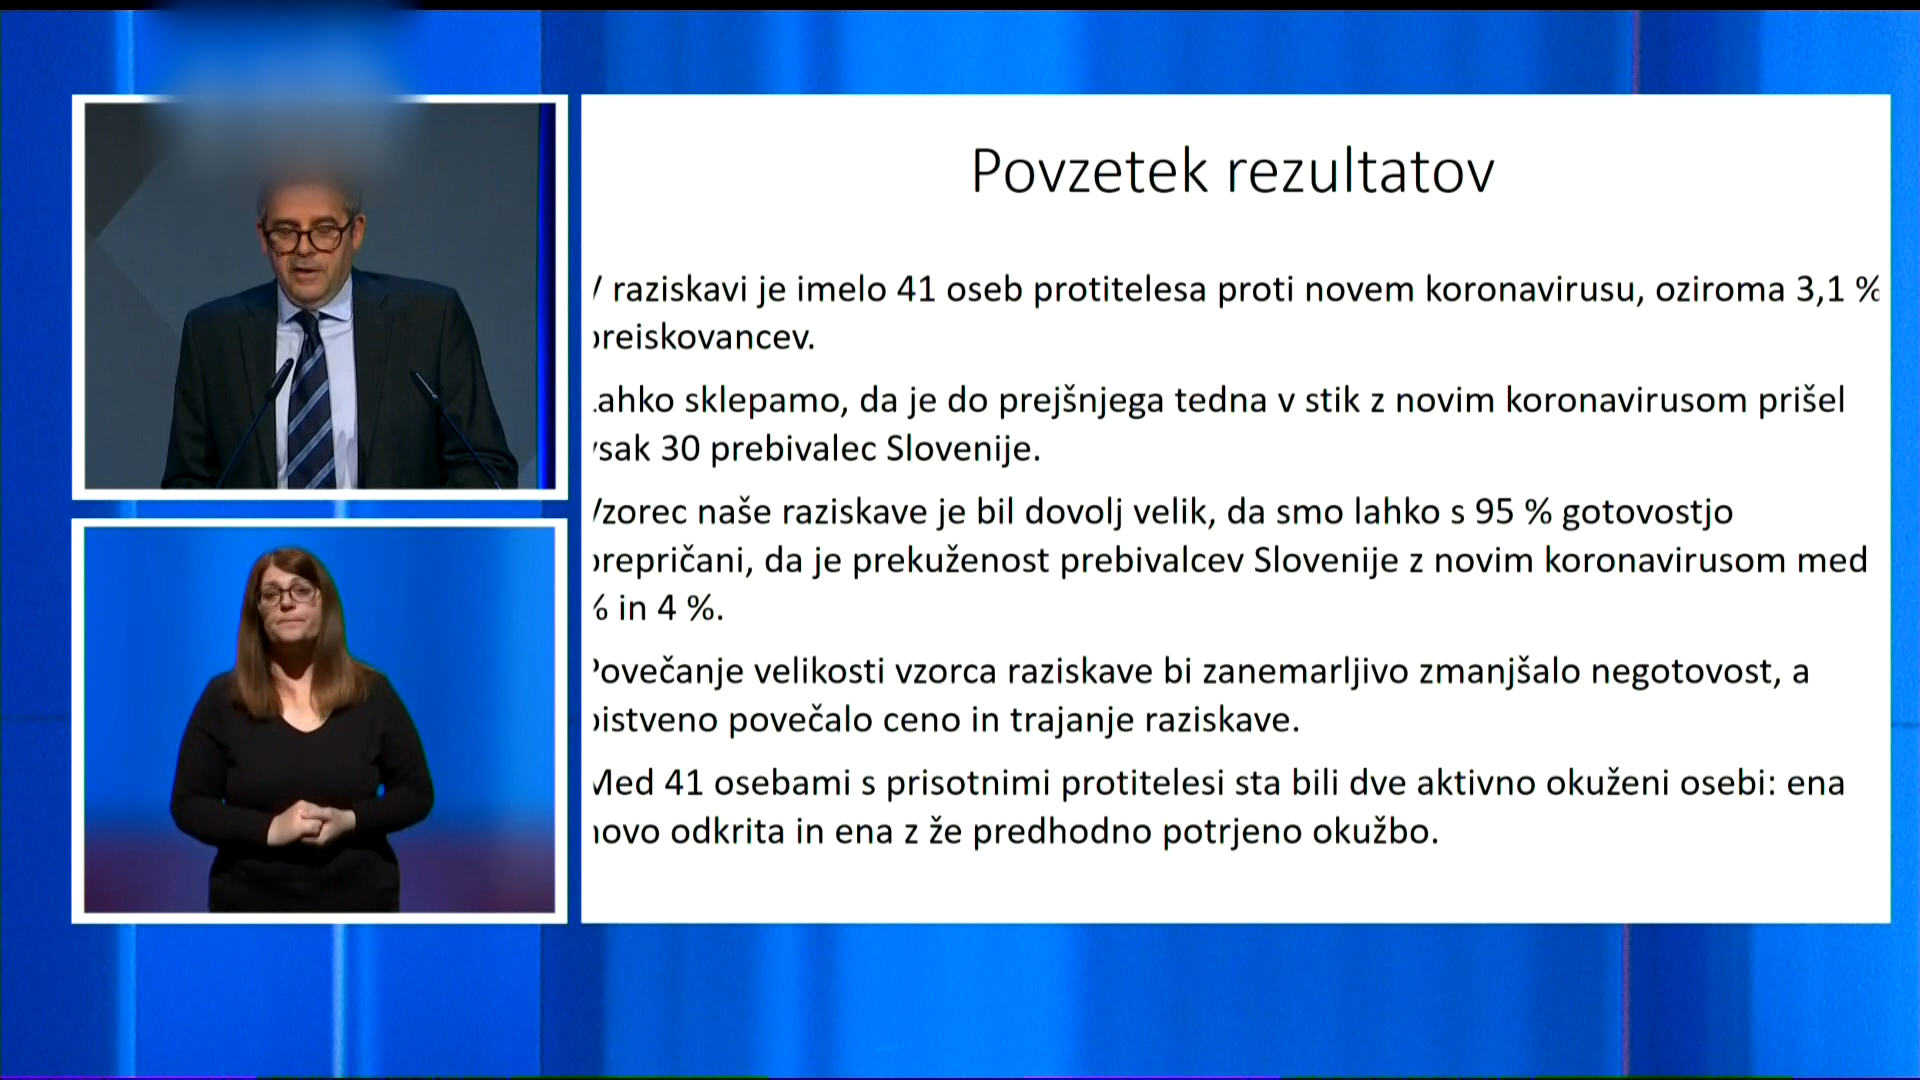 Povzetek rezultatov
raziskavi je imelo 41 oseb protitelesa proti novem koronavirusu, oziroma 3,1 %
reiskovancev.
ahko sklepamo, da je do prejšnjega tedna v stik z novim koronavirusom prišel
sak 30 prebivalec Slovenije.
zorec naše raziskave je bil dovolj velik, da smo lahko s 95 % gotovostjo
repričani, da je prekuženost prebivalcev Slovenije z novim koronavirusom med
% in 4 %.
ovečanje velikosti vzorca raziskave bi zanemarljivo zmanjšalo negotovost, a
istveno povečalo ceno in trajanje raziskave.
Med 41 osebami s prisotnimi protitelesi sta bili dve aktivno okuženi osebi: ena
ovo odkrita in ena z že predhodno potrjeno okužbo.